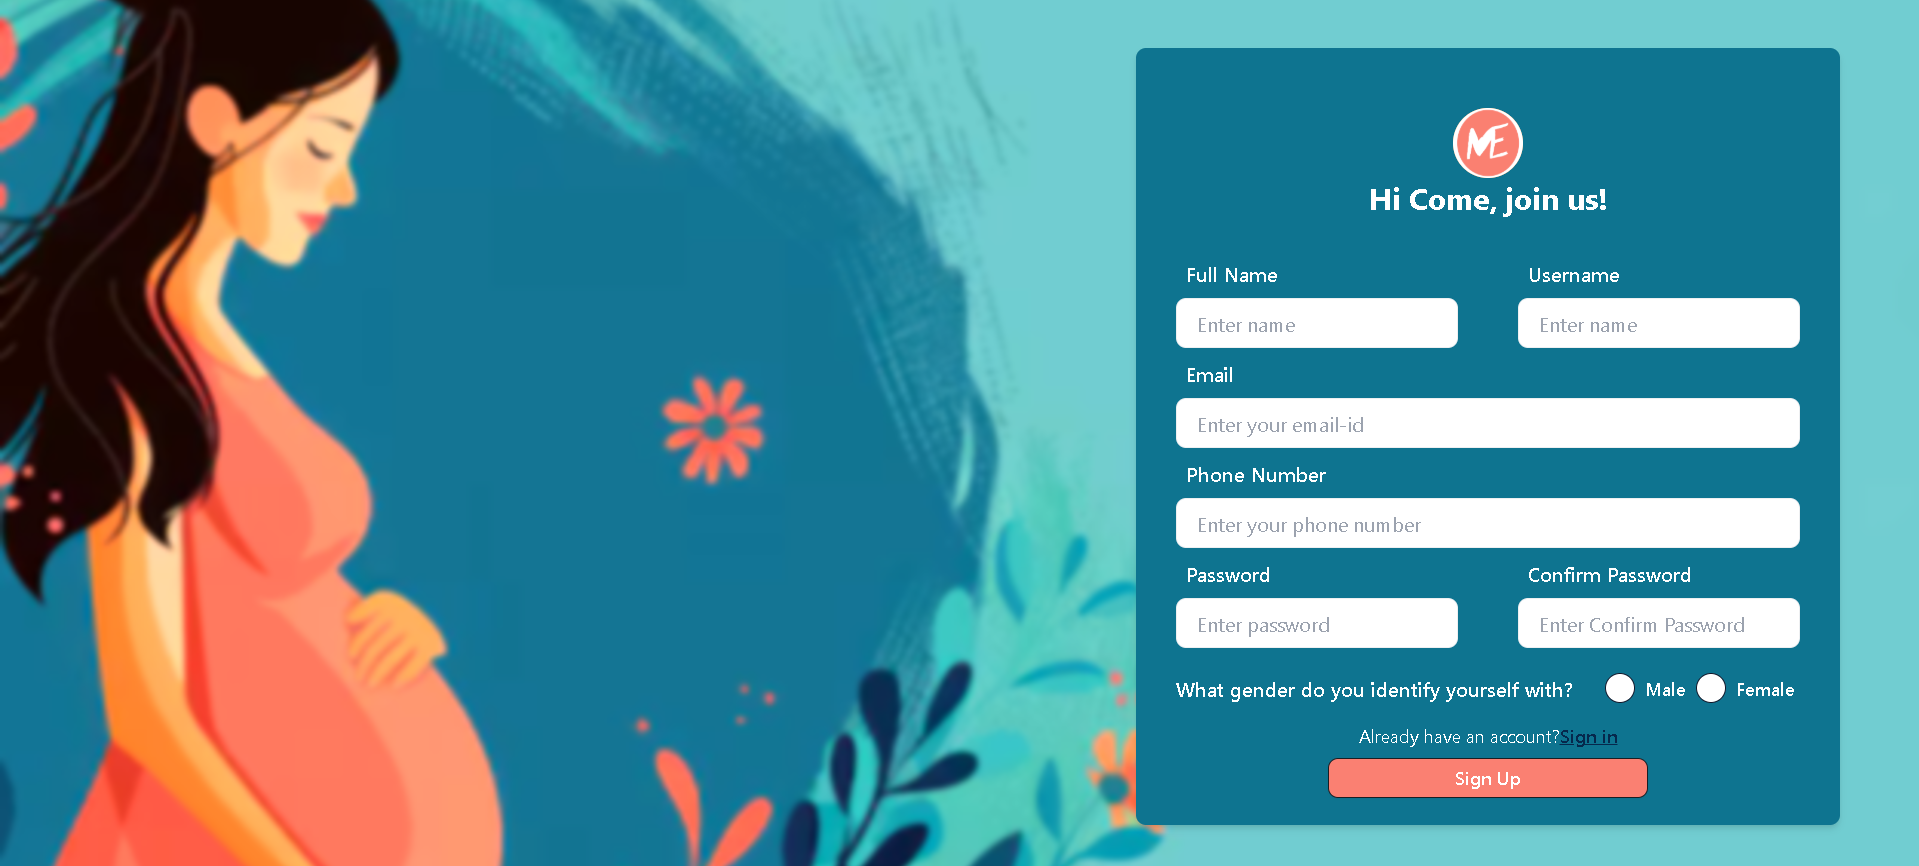 ME
Hi Come, join us!
Full Name Username
Enter name Enter name
Email
Enter your email-id
Phone Number
Enter your phone number
Password Confirm Password
Enter password Enter Confirm Password
What gender do you identify yourself with? Male Female
Already have an account?Sign in
Sign Up